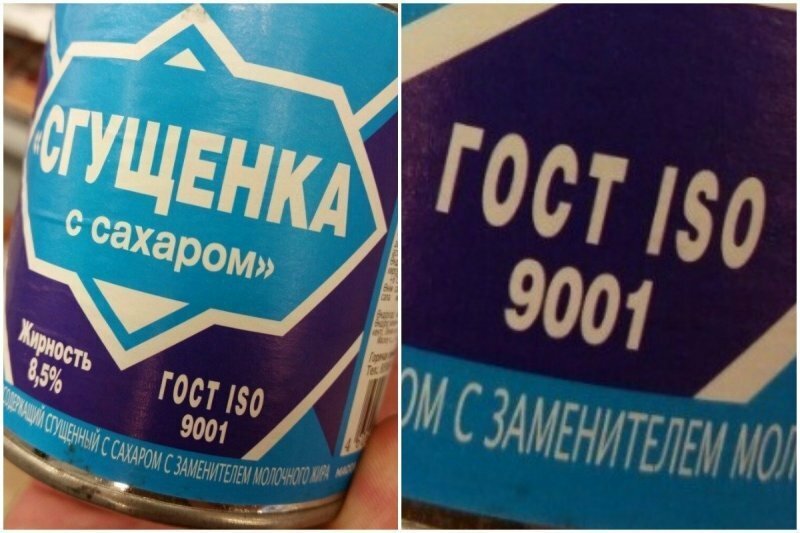 «СГУЩЕНКА
с сахаром»
Жирность
8,5%
ГОСТ ISO
9001
СОДЕРЖАЩИЙ СГУЩЕННЫЙ С САХАРОМ С ЗАМЕНИТЕЛЕМ МОЛОЧНОГО ЖИРА
ГОСТ ISO
9001
ОМ С ЗАМЕНИТЕЛЕМ МОЛ